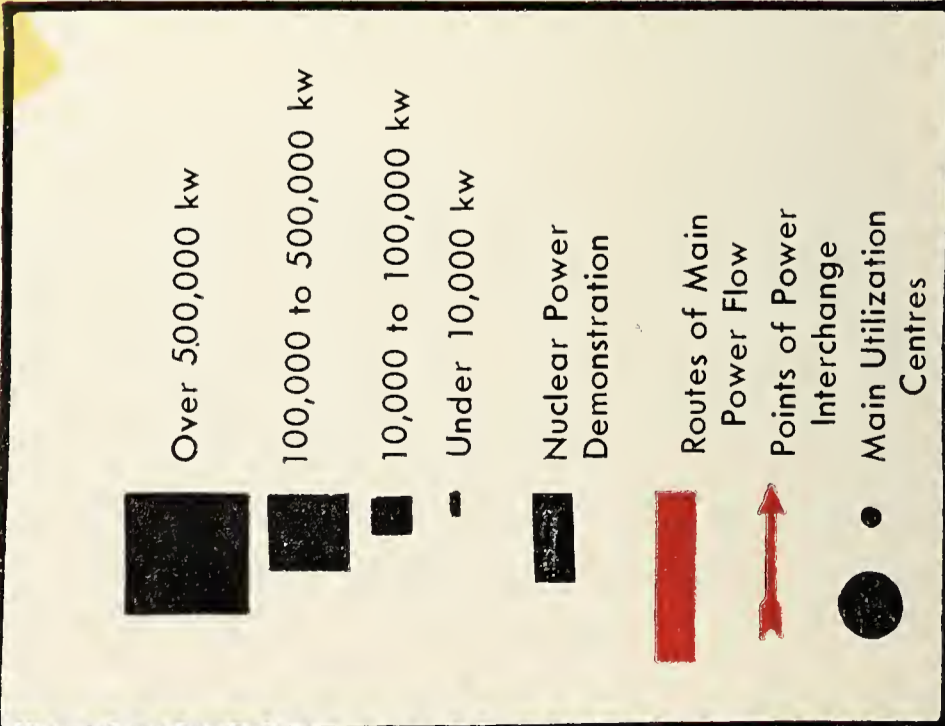 Over 500,000 kw
100,000 to 500,000 kw
10,000 to 100,000 kw
Under 10,000 kw
Nuclear Power
Demonstration
Routes of Main
Power Flow
Points of Power
Interchange
Main Utilization
Centres